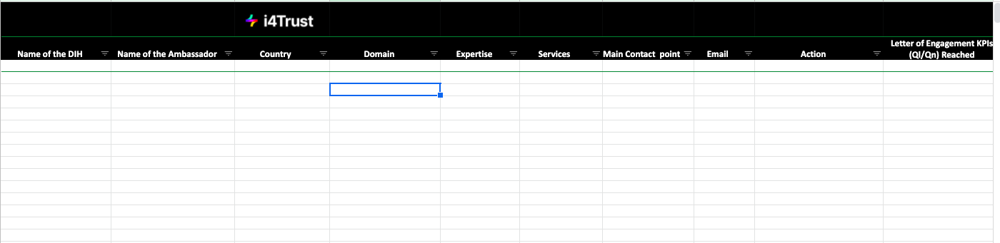 i4Trust
Name of the DIH
Name of the Ambassador
Country
Domain
Expertise
Services
Main Contact point
Email
Action
Letter of Engagement KPIs
(Ql/Qn) Reached